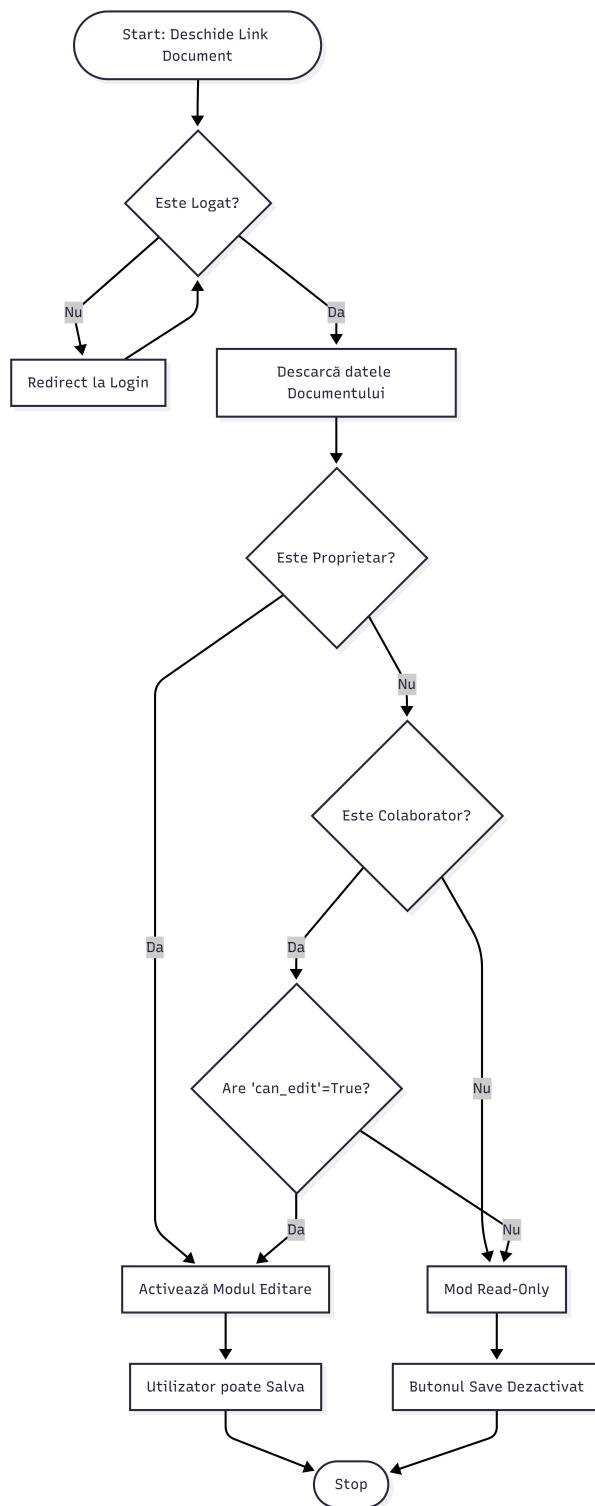 Start: Deschide Link
Document
Este Logat?
Nu
Da
Redirect la Login
Descarcă datele
Documentului
Este Proprietar?
Nu
Este Colaborator?
Da
Da
Are 'can_edit'=True?
Nu
Da
Nu
Activează Modul Editare
Mod Read-Only
Utilizator poate Salva
Butonul Save Dezactivat
Stop